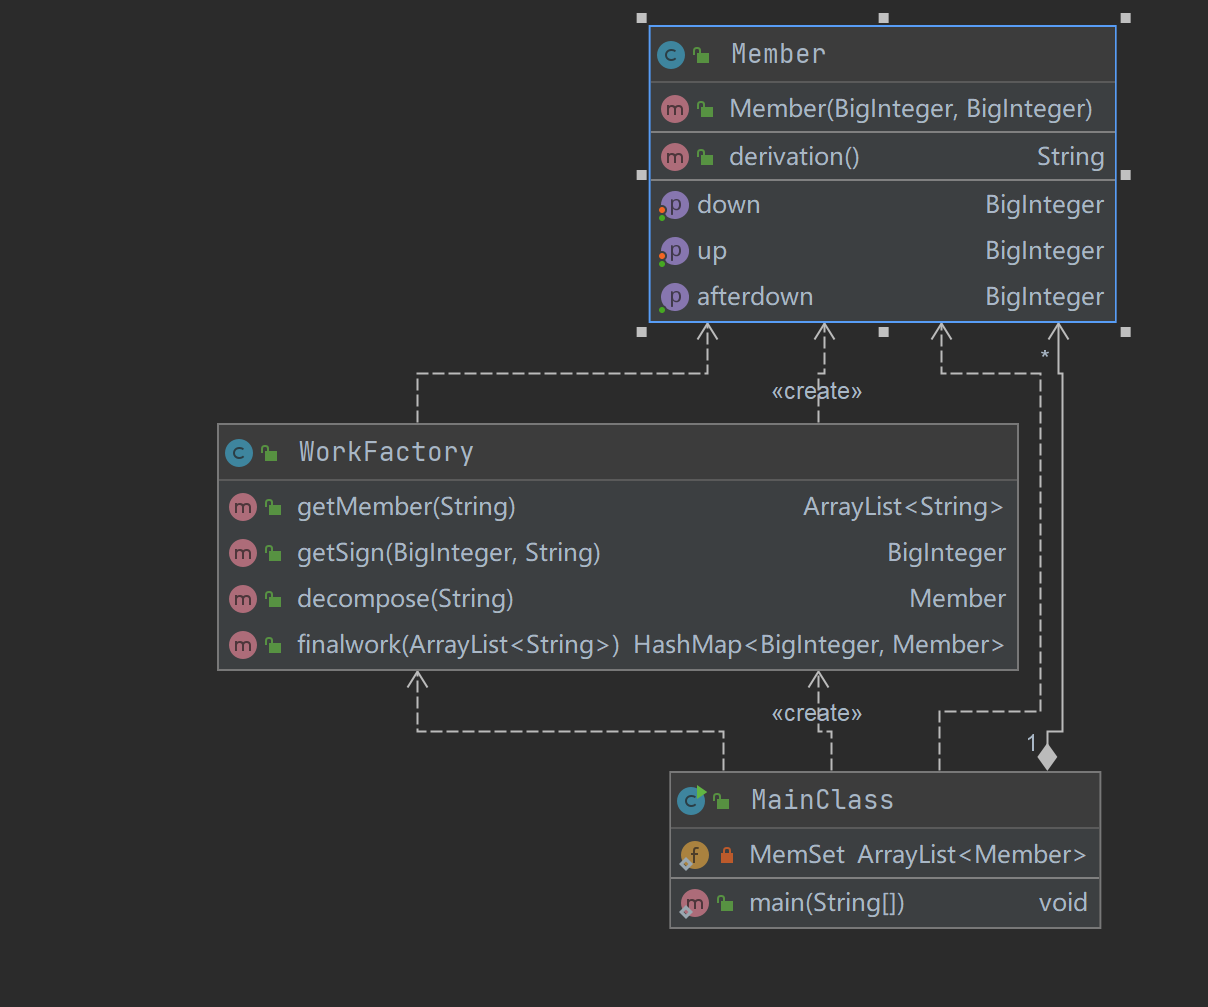 Member
Member(BigInteger, BigInteger)
derivation() String
down BigInteger
up BigInteger
afterdown BigInteger
*
«create»
WorkFactory
getMember(String) ArrayList<String>
getSign(BigInteger, String) BigInteger
decompose(String) Member
finalwork(ArrayList<String>) HashMap<BigInteger, Member>
«create»
1
MainClass
MemSet ArrayList<Member>
main(String[]) void